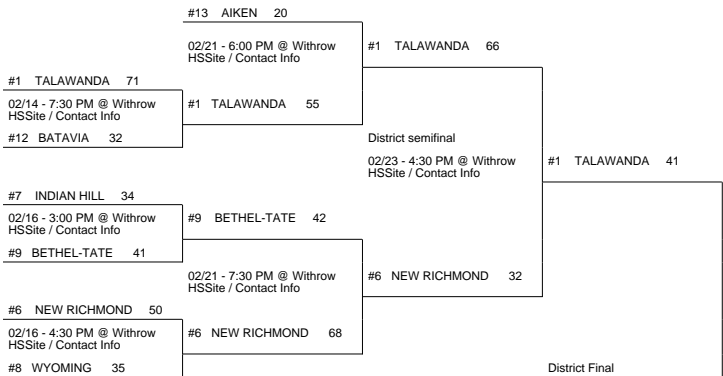 #13 AIKEN 20
02/21 - 6:00 PM @ Withrow
HSSite / Contact Info
#1 TALAWANDA 66
#1 TALAWANDA 71
02/14 - 7:30 PM @ Withrow
HSSite / Contact Info
#1 TALAWANDA 55
#12 BATAVIA 32
District semifinal
02/23 - 4:30 PM @ Withrow
HSSite / Contact Info
#1 TALAWANDA 41
#7 INDIAN HILL 34
02/16 - 3:00 PM @ Withrow
HSSite / Contact Info
#9 BETHEL-TATE 42
#9 BETHEL-TATE 41
02/21 - 7:30 PM @ Withrow
HSSite / Contact Info
#6 NEW RICHMOND 32
#6 NEW RICHMOND 50
02/16 - 4:30 PM @ Withrow
HSSite / Contact Info
#6 NEW RICHMOND 68
#8 WYOMING 35
District Final